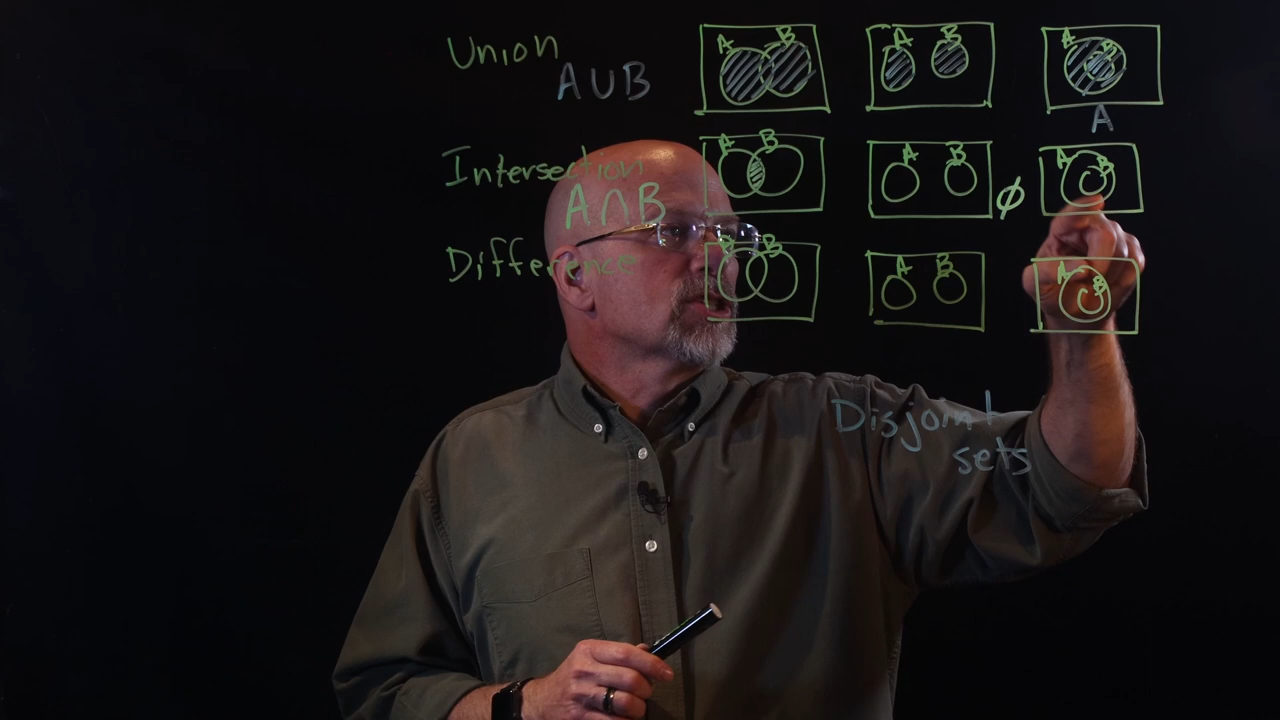 Union
A ∪ B
A B
A B
A B
A
Intersection
A ∩ B
A B
A B
Ø
A B
Difference
B B
A B
A B
Disjoint
sets